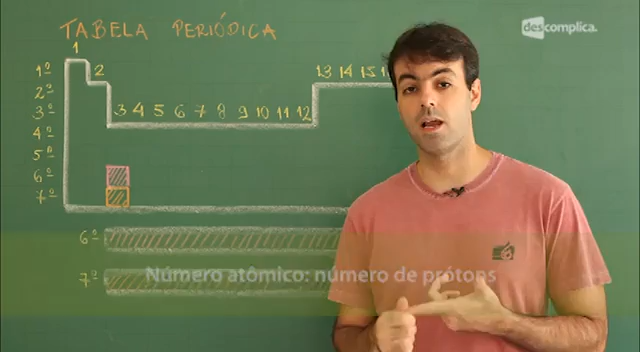 descomplica.
TABELA PERIÓDICA
1
2
13 14 15
3 4 5 6 7 8 9 10 11 12
1º
2º
3º
4º
5º
6º
7º
6º
7º
Número atômico: número de prótons